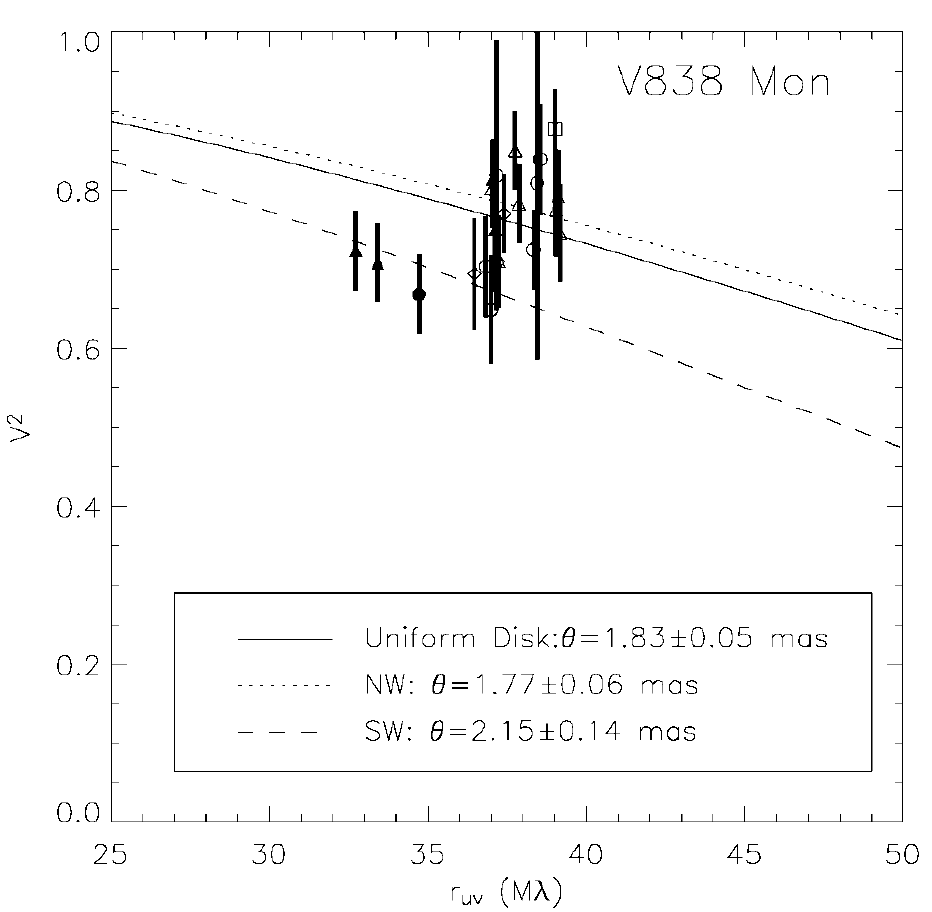 V838 Mon
1.0
0.8
0.6
0.4
0.2
0.0
V²
Uniform Disk:θ=1.83±0.05 mas
NW: θ=1.77±0.06 mas
SW: θ=2.15±0.14 mas
25 30 35 40 45 50
r_uv (Mλ)